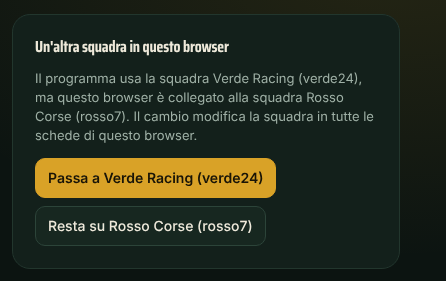 Un'altra squadra in questo browser
Il programma usa la squadra Verde Racing (verde24),
ma questo browser è collegato alla squadra Rosso
Corse (rosso7). Il cambio modifica la squadra in tutte le
schede di questo browser.
Passa a Verde Racing (verde24)
Resta su Rosso Corse (rosso7)